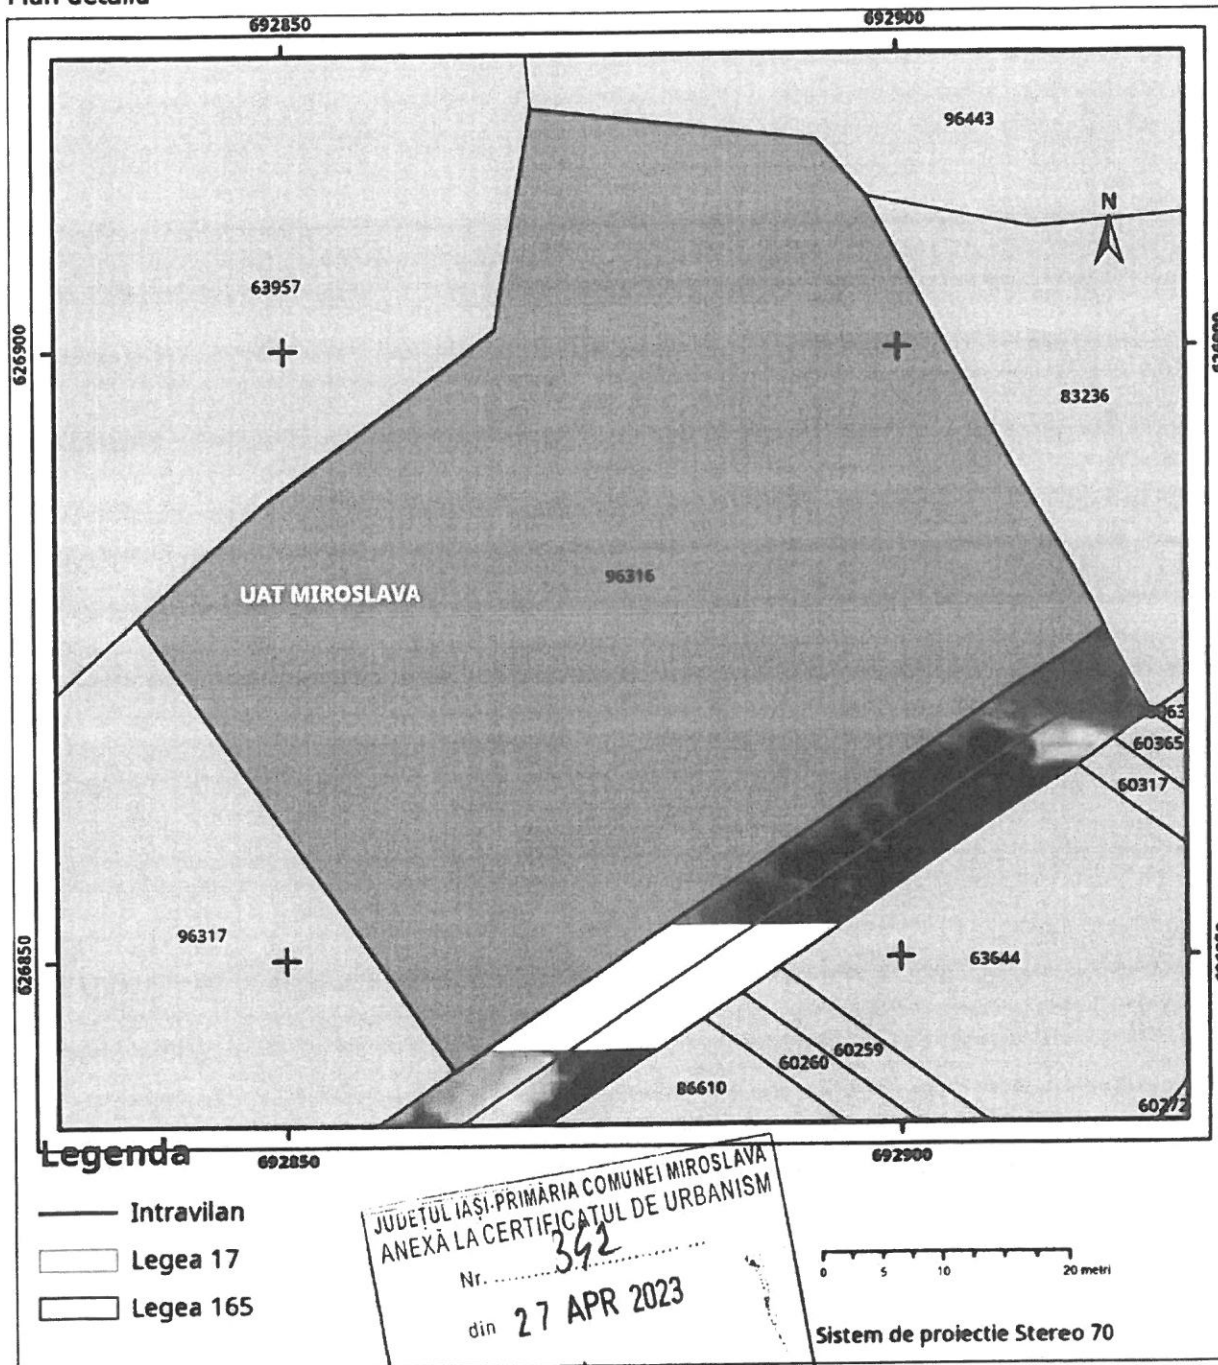 Plan detaliu
692850
692900
96443
N
63957
626900
626900
83236
UAT MIROSLAVA
96316
60365
60317
96317
626850
63644
60260
60259
86610
60272
692850
692900
Legenda
Intravilan
Legea 17
Legea 165
JUDEȚUL IAȘI-PRIMĂRIA COMUNEI MIROSLAVA
ANEXĂ LA CERTIFICATUL DE URBANISM
Nr. 342
din 27 APR 2023
0 5 10 20 metri
Sistem de proiectie Stereo 70